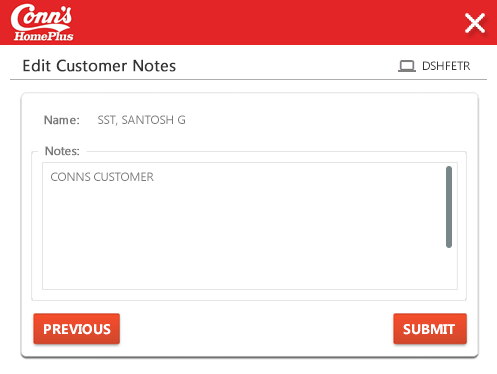 Conn's
HomePlus
Edit Customer Notes
DSHFETR
Name: SST, SANTOSH G
Notes:
CONNS CUSTOMER
PREVIOUS
SUBMIT